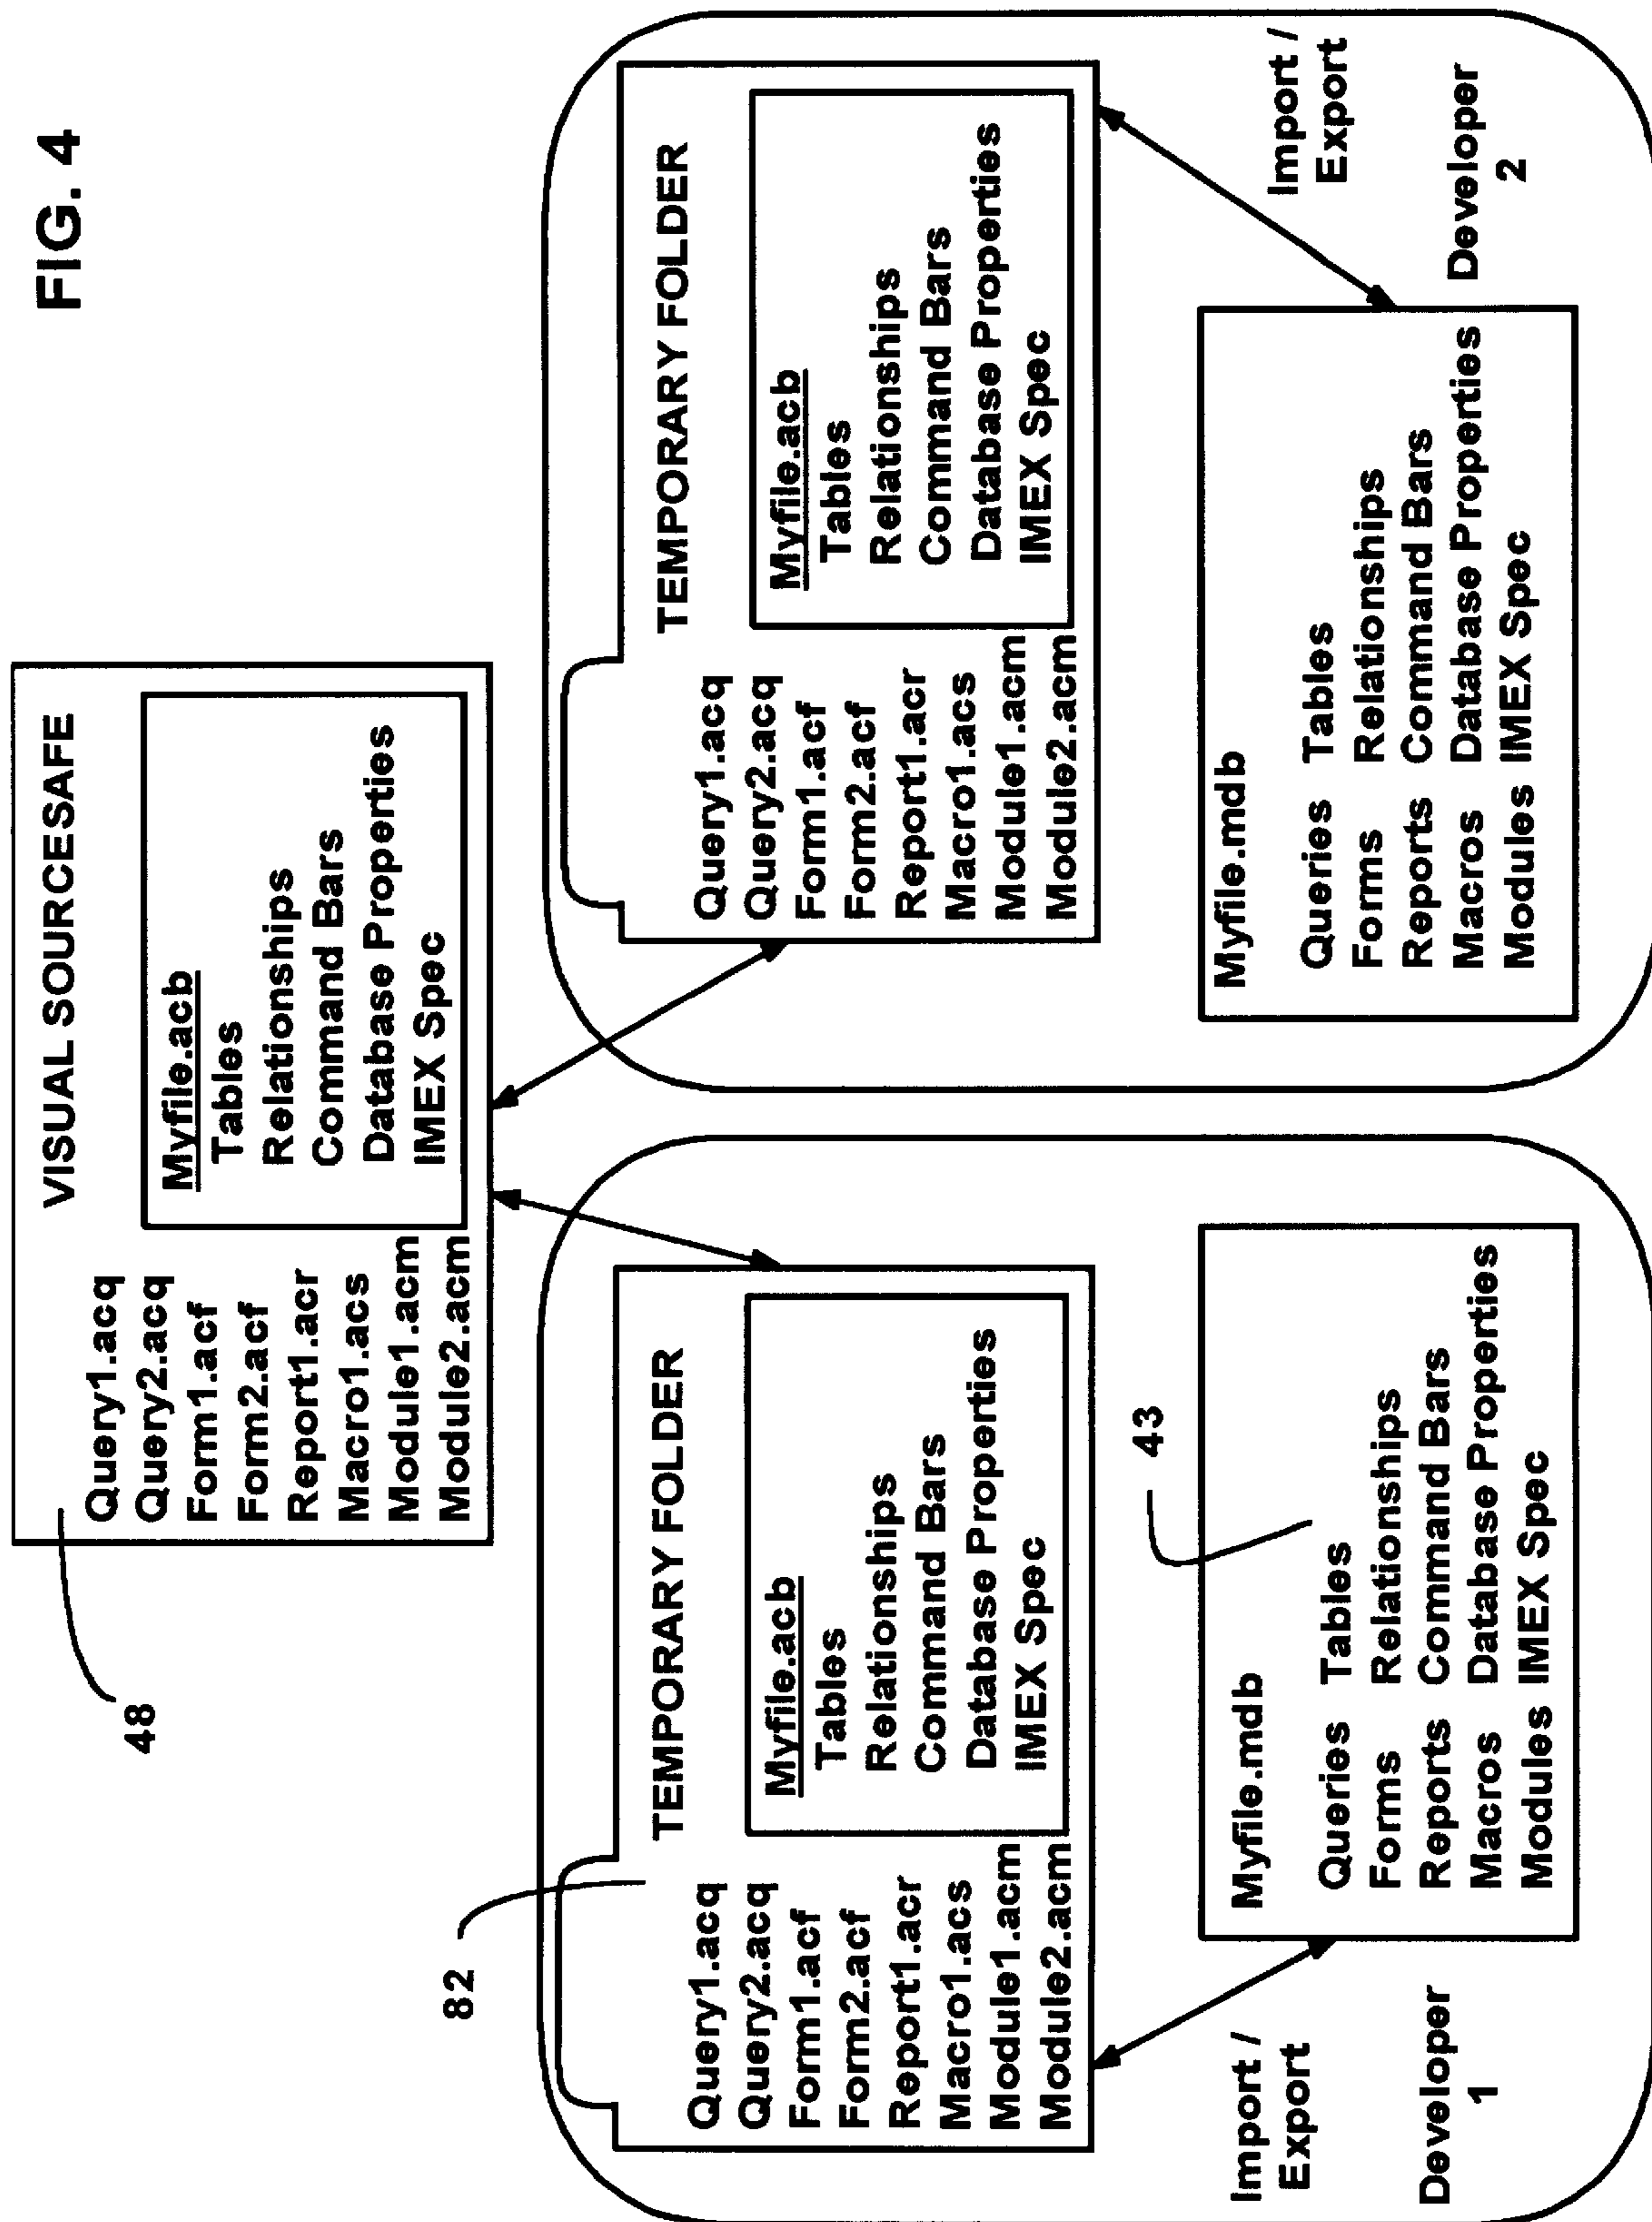 FIG. 4
48
VISUAL SOURCESAFE
Query1.acq
Query2.acq
Form1.acf
Form2.acf
Report1.acr
Macro1.acs
Module1.acm
Module2.acm
Myfile.acb
Tables
Relationships
Command Bars
Database Properties
IMEX Spec
82
TEMPORARY FOLDER
Query1.acq
Query2.acq
Form1.acf
Form2.acf
Report1.acr
Macro1.acs
Module1.acm
Module2.acm
Myfile.acb
Tables
Relationships
Command Bars
Database Properties
IMEX Spec
Import /
Export
Developer
1
43
Myfile.mdb
Queries Tables
Forms Relationships
Reports Command Bars
Macros Database Properties
Modules IMEX Spec
TEMPORARY FOLDER
Query1.acq
Query2.acq
Form1.acf
Form2.acf
Report1.acr
Macro1.acs
Module1.acm
Module2.acm
Myfile.acb
Tables
Relationships
Command Bars
Database Properties
IMEX Spec
Myfile.mdb
Queries Tables
Forms Relationships
Reports Command Bars
Macros Database Properties
Modules IMEX Spec
Import /
Export
Developer
2